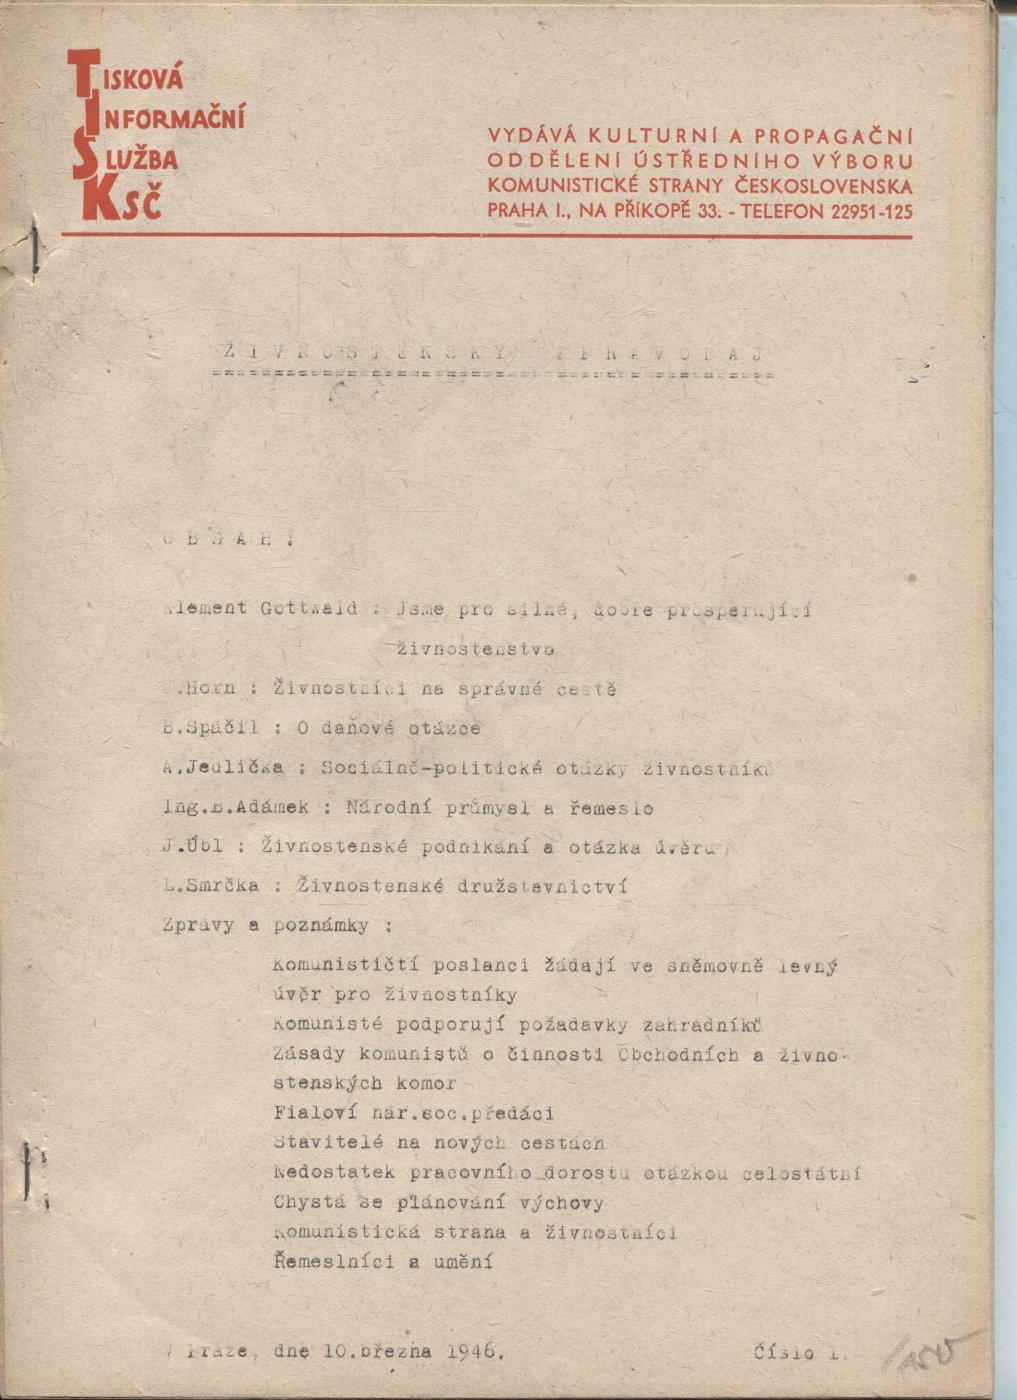 TISKOVÁ
INFORMAČNÍ
SLUŽBA
KSČ
VYDÁVÁ KULTURNÍ A PROPAGAČNÍ
ODDĚLENÍ ÚSTŘEDNÍHO VÝBORU
KOMUNISTICKÉ STRANY ČESKOSLOVENSKA
PRAHA I., NA PŘÍKOPĚ 33. - TELEFON 22951-125
ŽIVNOSTENSKÝ ZPRAVODAJ
OBSAH:
Klement Gottwald : Jsme pro silné, dobře prosperující
živnostenstvo
J.Horn : Živnostníci na správné cestě
B.Spáčil : O daňové otázce
A.Jedlička : Sociálně-politické otázky živnostníků
Ing.B.Adámek : Národní průmysl a řemeslo
J.Übl : Živnostenské podnikání a otázka úvěru
L.Smrčka : Živnostenské družstevnictví
Zprávy a poznámky :
Komunističtí poslanci žádají ve sněmovně levný
úvěr pro živnostníky
Komunisté podporují požadavky zahradníků
Zásady komunistů o činnosti Obchodních a živno-
stenských komor
Fialoví nár.soc.předáci
Stavitelé na nových cestách
Nedostatek pracovního dorostu otázkou celostátní
Chystá se plánování výchovy
Komunistická strana a živnostníci
Řemeslníci a umění
V Praze, dne 10.března 1946.
Číslo 1.